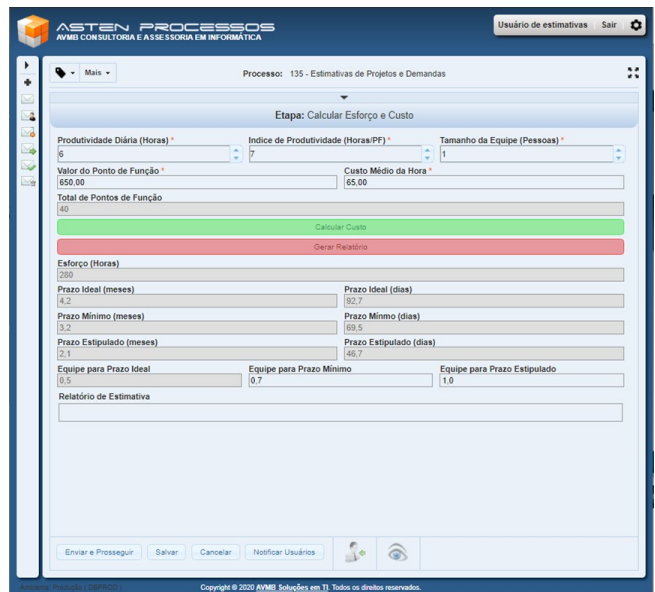 ASTEN PROCESSOS
AVMB CONSULTORIA E ASSESSORIA EM INFORMÁTICA
Usuário de estimativas Sair
Mais
Processo: 135 - Estimativas de Projetos e Demandas
Etapa: Calcular Esforço e Custo
Produtividade Diária (Horas) * Indice de Produtividade (Horas/PF) * Tamanho da Equipe (Pessoas) *
6 7 1
Valor do Ponto de Função * Custo Médio da Hora *
650,00 65,00
Total de Pontos de Função
40
Calcular Custo
Gerar Relatório
Esforço (Horas)
280
Prazo Ideal (meses) Prazo Ideal (dias)
4,2 92,7
Prazo Mínimo (meses) Prazo Mínmo (dias)
3,2 69,5
Prazo Estipulado (meses) Prazo Estipulado (dias)
2,1 46,7
Equipe para Prazo Ideal Equipe para Prazo Mínimo Equipe para Prazo Estipulado
0,5 0,7 1,0
Relatório de Estimativa
Enviar e Prosseguir Salvar Cancelar Notificar Usuários
Copyright © 2020 AVMB Soluções em TI. Todos os direitos reservados.